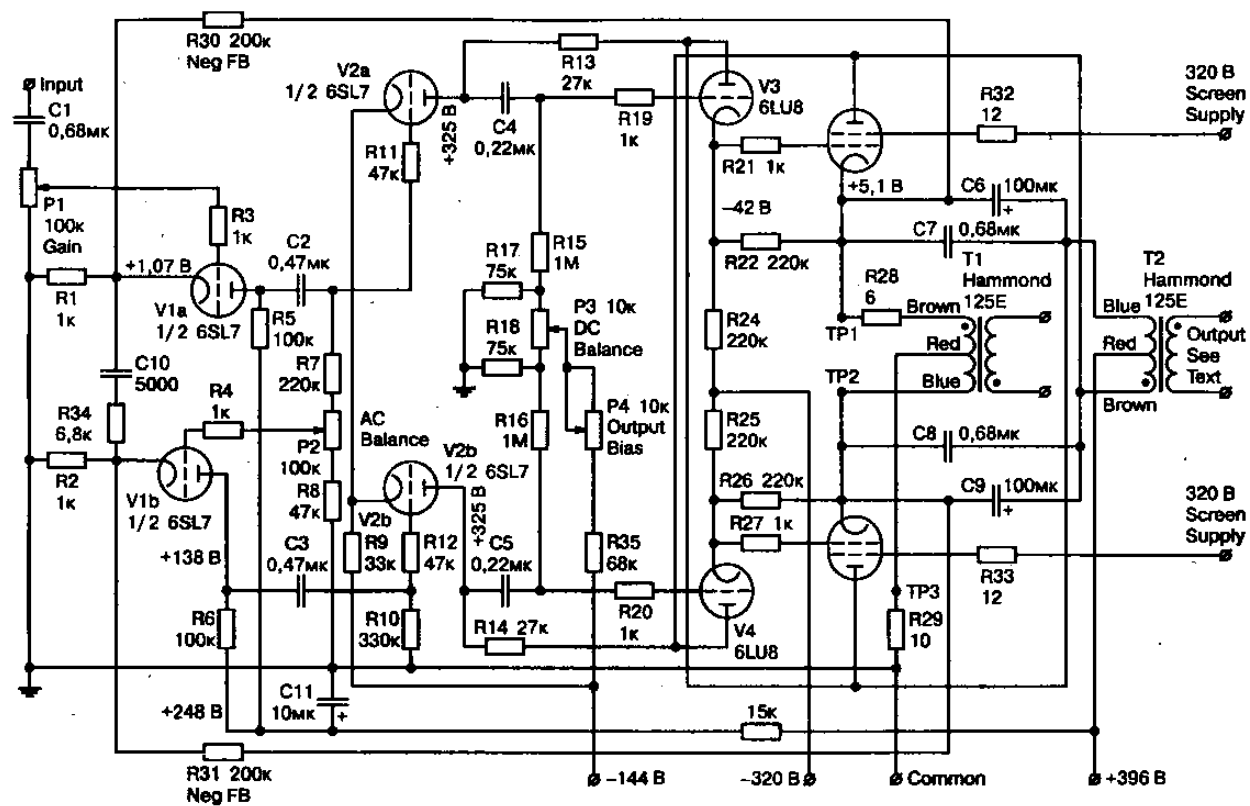 R30 200к
Neg FB
Input
C1
0,68мк
P1
100к
Gain
R1
1к
C10
5000
R34
6,8к
R2
1к
V1b
1/2 6SL7
+138 В
R6
100к
+248 В
R31 200к
Neg FB
+1,07 В
V1a
1/2 6SL7
R3
1к
R4
1к
C2
0,47мк
R5
100к
R7
220к
P2
100к
AC
Balance
R8
47к
C3
0,47мк
C11
10мк
+
V2a
1/2 6SL7
R11
47к
+325 В
C4
0,22мк
R13
27к
R19
1к
R15
1М
R17
75к
R18
75к
P3 10к
DC
Balance
R16
1М
P4 10к
Output
Bias
V2b
1/2 6SL7
V2b
R9
33к
R12
47к
+325 В
C5
0,22мк
R10
330к
R14 27к
R35
68к
R20
1к
V3
6LU8
R21 1к
−42 В
R22 220к
R24
220к
R25
220к
R26 220к
R27 1к
V4
6LU8
+5,1 В
R32
12
320 В
Screen
Supply
C6
100мк
+
C7
0,68мк
R28
6
TP1
TP2
T1
Hammond
125E
Brown
Red
Blue
T2
Hammond
125E
Blue
Red
Brown
Output
See
Text
C8
0,68мк
C9
100мк
+
320 В
Screen
Supply
R33
12
TP3
R29
10
15к
−144 В
−320 В
Common
+396 В